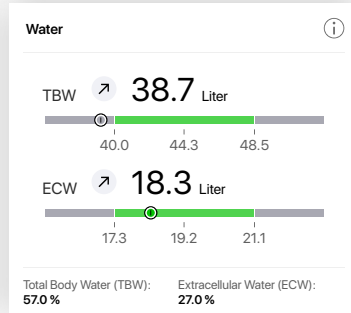 Water
TBW 38.7 Liter
40.0 44.3 48.5
ECW 18.3 Liter
17.3 19.2 21.1
Total Body Water (TBW): Extracellular Water (ECW):
57.0 % 27.0 %